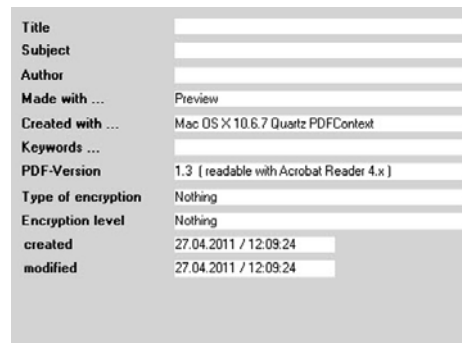 Title
Subject
Author
Made with ... Preview
Created with ... Mac OS X 10.6.7 Quartz PDFContext
Keywords ...
PDF-Version 1.3 ( readable with Acrobat Reader 4.x )
Type of encryption Nothing
Encryption level Nothing
created 27.04.2011 / 12:09:24
modified 27.04.2011 / 12:09:24